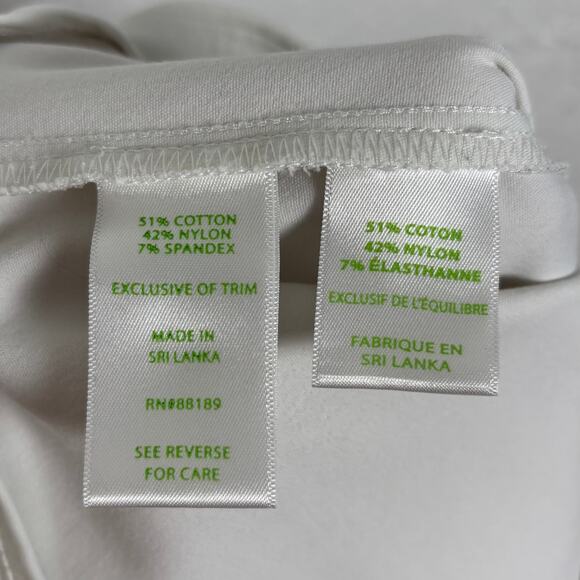 51% COTTON
42% NYLON
7% SPANDEX
EXCLUSIVE OF TRIM
MADE IN
SRI LANKA
RN#88189
SEE REVERSE
FOR CARE
51% COTON
42% NYLON
7% ÉLASTHANNE
EXCLUSIF DE L'ÉQUILIBRE
FABRIQUE EN
SRI LANKA